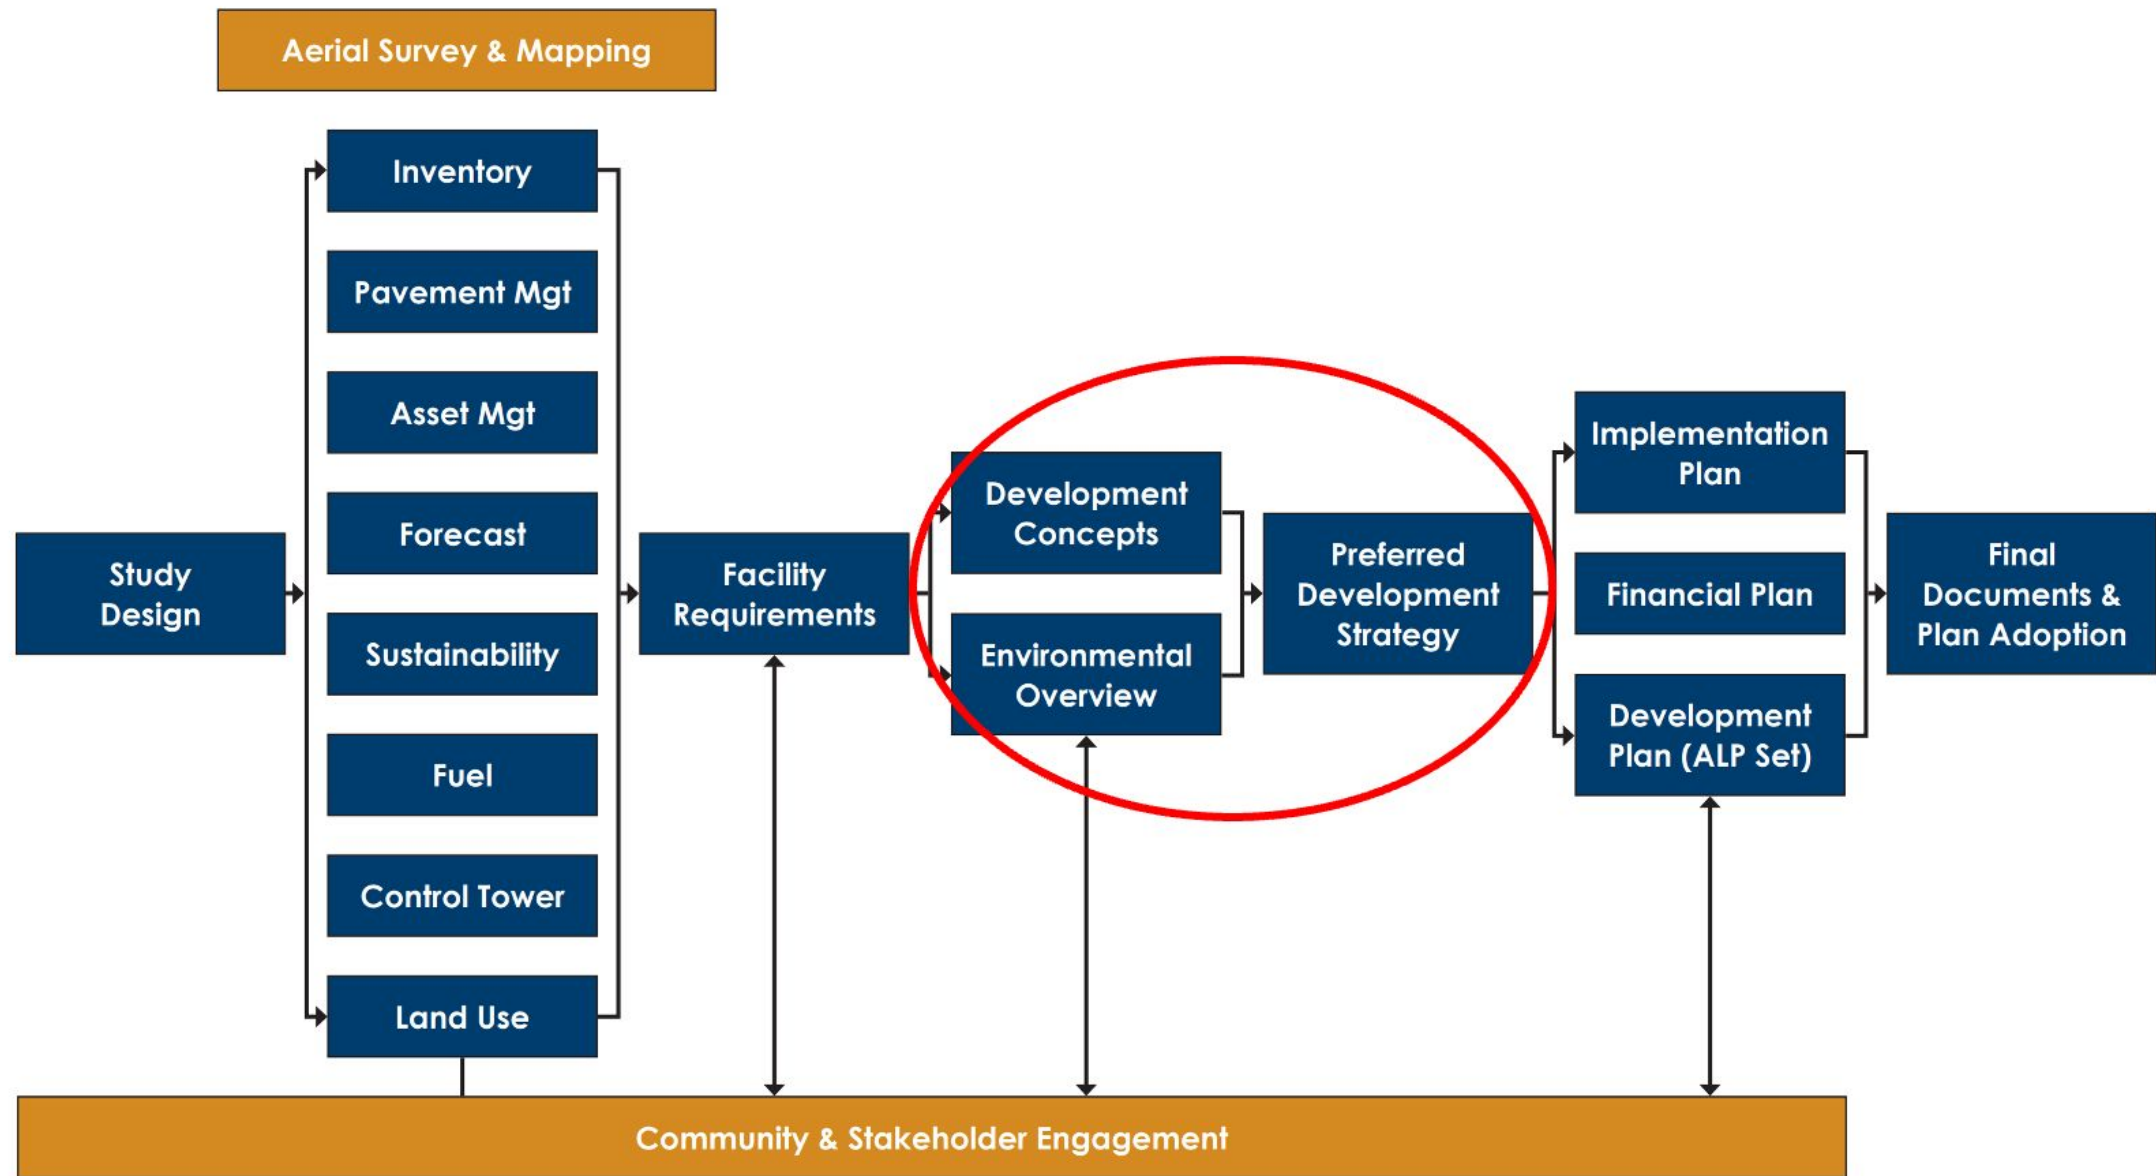 Aerial Survey & Mapping
Inventory
Pavement Mgt
Asset Mgt
Forecast
Sustainability
Fuel
Control Tower
Land Use
Study
Design
Facility
Requirements
Development
Concepts
Environmental
Overview
Preferred
Development
Strategy
Implementation
Plan
Financial Plan
Development
Plan (ALP Set)
Final
Documents &
Plan Adoption
Community & Stakeholder Engagement